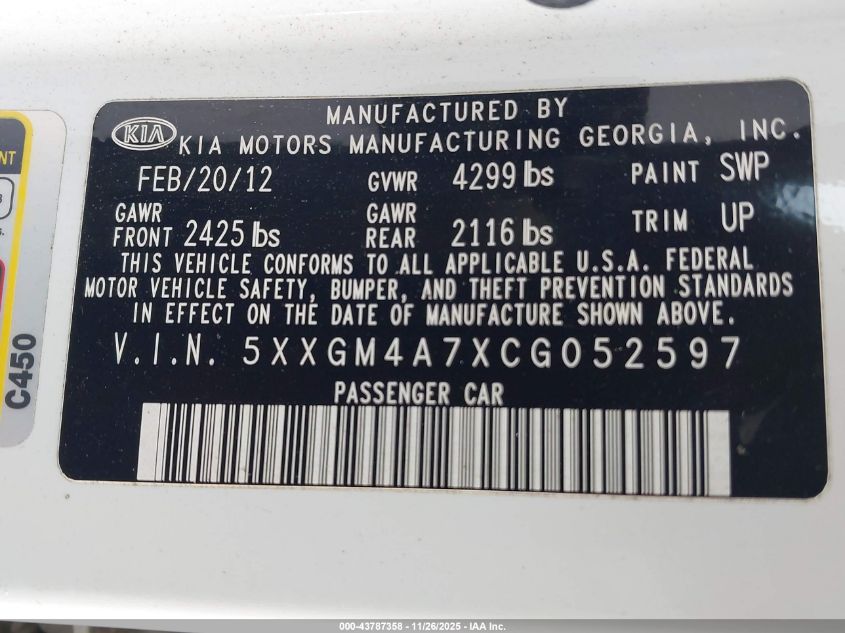 MANUFACTURED BY
KIA KIA MOTORS MANUFACTURING GEORGIA, INC.
FEB/20/12 GVWR 4299 lbs PAINT SWP
GAWR FRONT 2425 lbs GAWR REAR 2116 lbs TRIM UP
THIS VEHICLE CONFORMS TO ALL APPLICABLE U.S.A. FEDERAL
MOTOR VEHICLE SAFETY, BUMPER, AND THEFT PREVENTION STANDARDS
IN EFFECT ON THE DATE OF MANUFACTURE SHOWN ABOVE.
V.I.N. 5XXGM4A7XCG052597
PASSENGER CAR
C450
000-43787358 - 11/26/2025 - IAA Inc.